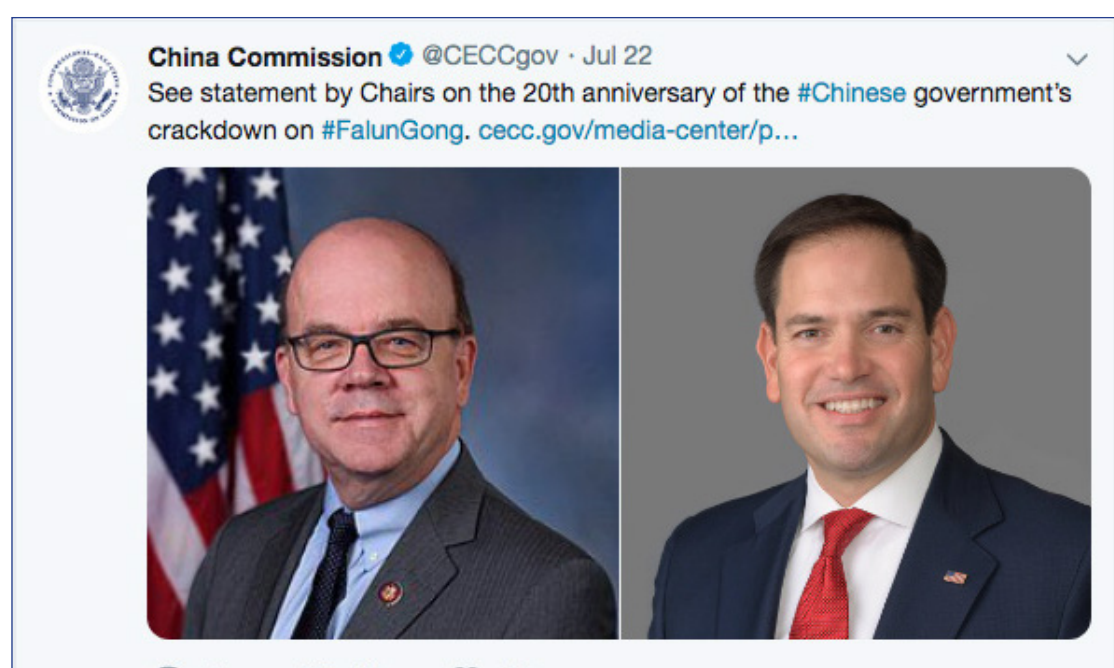 China Commission @CECCgov · Jul 22
See statement by Chairs on the 20th anniversary of the #Chinese government's
crackdown on #FalunGong. cecc.gov/media-center/p...